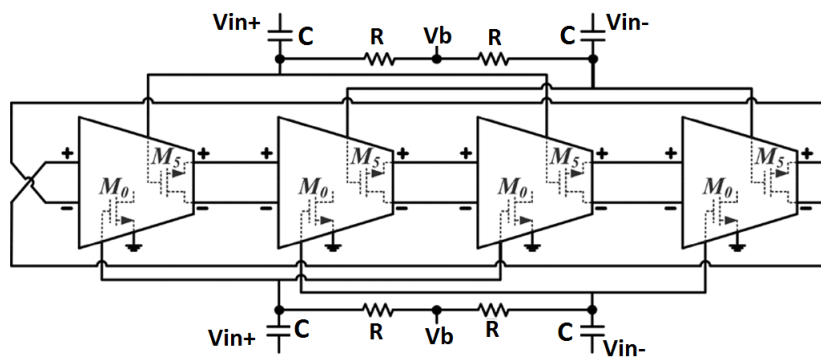 Vin+ C R Vb R C Vin-
+ M5 + + M5 + + M5 + + M5 +
- M0 - - M0 - - M0 - - M0 -
Vin+ C R Vb R C Vin-